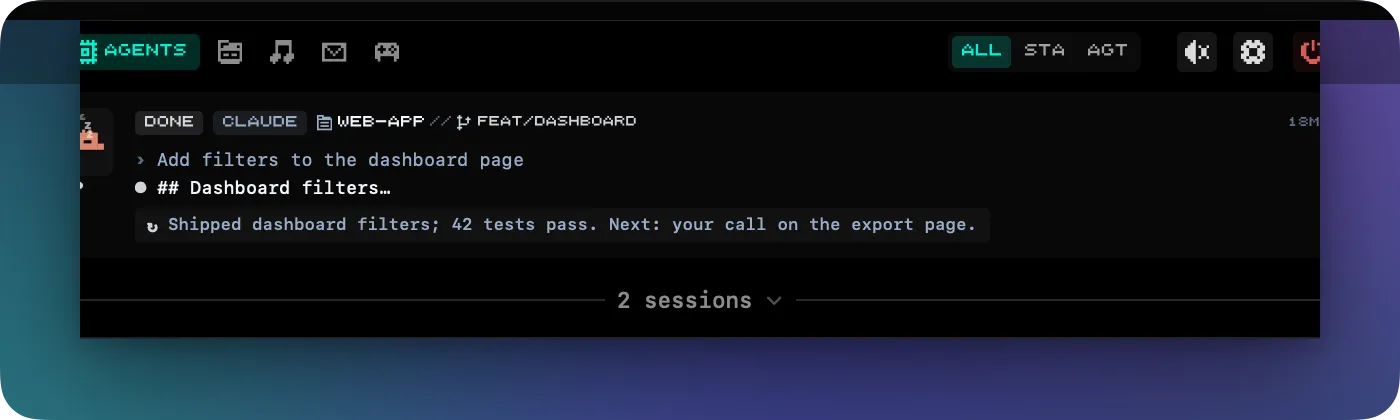 AGENTS ALL STA AGT
DONE CLAUDE WEB-APP // FEAT/DASHBOARD 18M
› Add filters to the dashboard page
● ## Dashboard filters…
↻ Shipped dashboard filters; 42 tests pass. Next: your call on the export page.
2 sessions